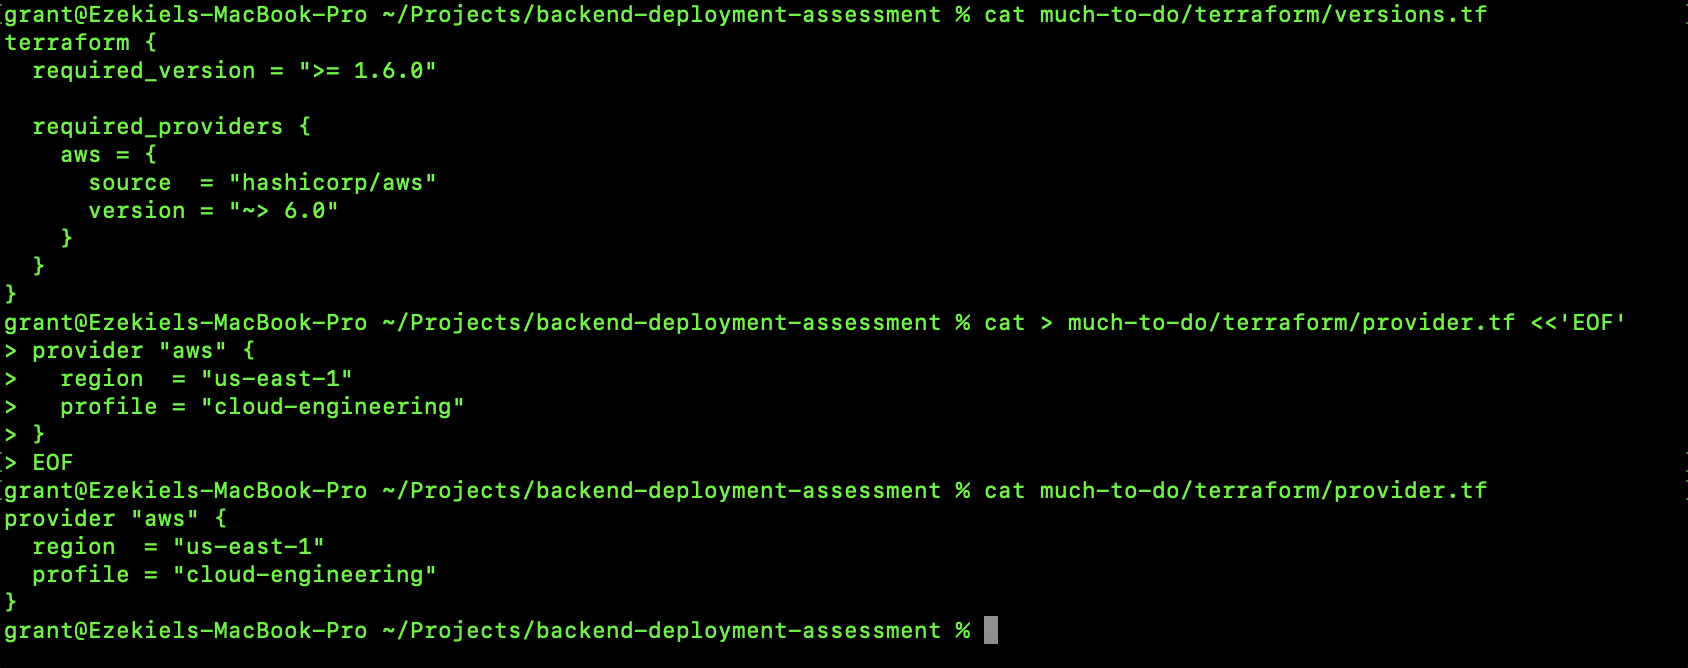 grant@Ezekiels-MacBook-Pro ~/Projects/backend-deployment-assessment % cat much-to-do/terraform/versions.tf
terraform {
  required_version = ">= 1.6.0"

  required_providers {
    aws = {
      source  = "hashicorp/aws"
      version = "~> 6.0"
    }
  }
}
grant@Ezekiels-MacBook-Pro ~/Projects/backend-deployment-assessment % cat > much-to-do/terraform/provider.tf <<'EOF'
> provider "aws" {
>   region  = "us-east-1"
>   profile = "cloud-engineering"
> }
> EOF
grant@Ezekiels-MacBook-Pro ~/Projects/backend-deployment-assessment % cat much-to-do/terraform/provider.tf
provider "aws" {
  region  = "us-east-1"
  profile = "cloud-engineering"
}
grant@Ezekiels-MacBook-Pro ~/Projects/backend-deployment-assessment %